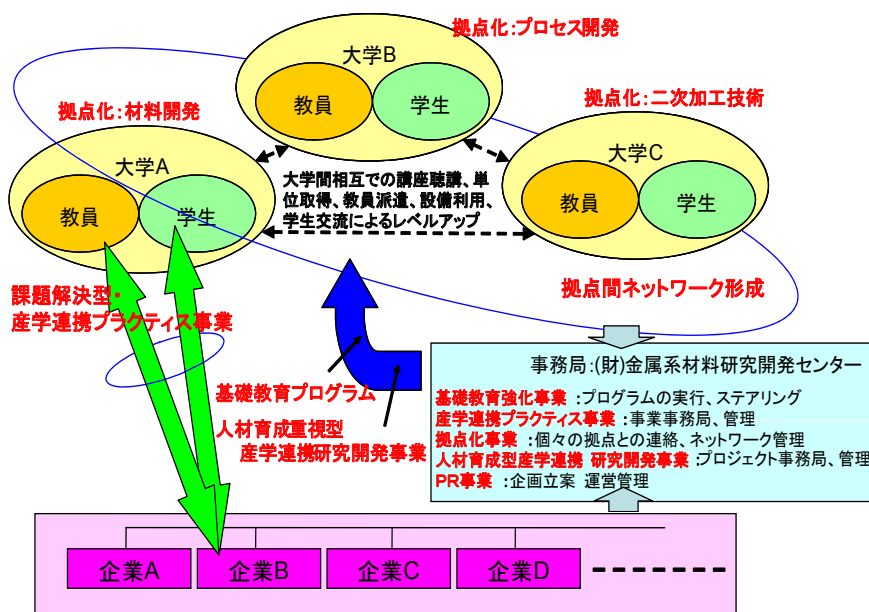 拠点化:プロセス開発
大学B
教員
学生
拠点化:材料開発
大学A
教員
学生
拠点化:二次加工技術
大学C
教員
学生
大学間相互での講座聴講、単
位取得、教員派遣、設備利用、
学生交流によるレベルアップ
拠点間ネットワーク形成
課題解決型・
産学連携プラクティス事業
基礎教育プログラム
人材育成重視型
産学連携研究開発事業
事務局:(財)金属系材料研究開発センター
基礎教育強化事業 :プログラムの実行、ステアリング
産学連携プラクティス事業 :事業事務局、管理
拠点化事業 :個々の拠点との連絡、ネットワーク管理
人材育成型産学連携 研究開発事業 :プロジェクト事務局、管理
PR事業 :企画立案 運営管理
企業A
企業B
企業C
企業D